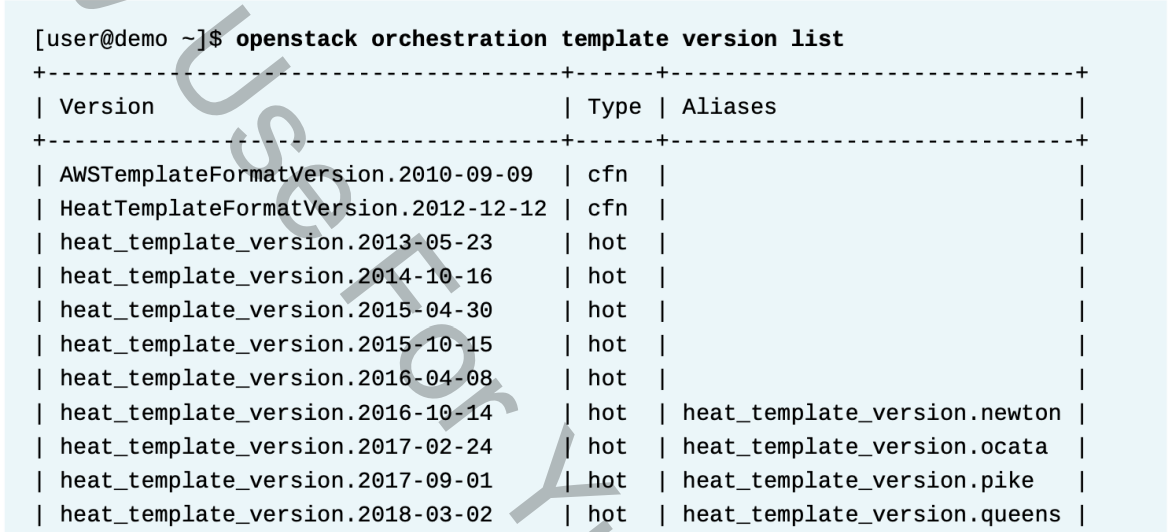 [user@demo ~]$ openstack orchestration template version list
+--------------------------------------+------+------------------------------+
| Version                              | Type | Aliases                      |
+--------------------------------------+------+------------------------------+
| AWSTemplateFormatVersion.2010-09-09  | cfn  |                              |
| HeatTemplateFormatVersion.2012-12-12 | cfn  |                              |
| heat_template_version.2013-05-23     | hot  |                              |
| heat_template_version.2014-10-16     | hot  |                              |
| heat_template_version.2015-04-30     | hot  |                              |
| heat_template_version.2015-10-15     | hot  |                              |
| heat_template_version.2016-04-08     | hot  |                              |
| heat_template_version.2016-10-14     | hot  | heat_template_version.newton |
| heat_template_version.2017-02-24     | hot  | heat_template_version.ocata  |
| heat_template_version.2017-09-01     | hot  | heat_template_version.pike   |
| heat_template_version.2018-03-02     | hot  | heat_template_version.queens |
Use For